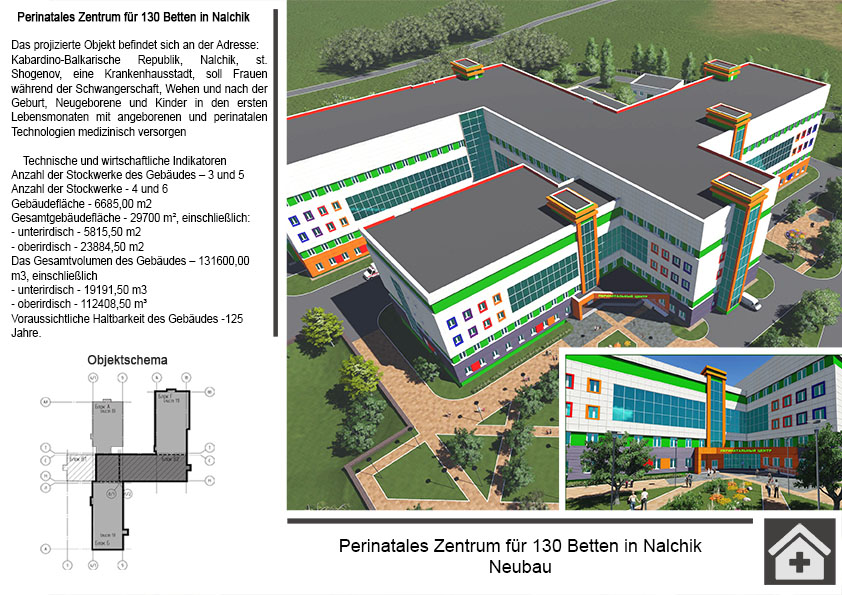 Perinatales Zentrum für 130 Betten in Nalchik
Das projizierte Objekt befindet sich an der Adresse:
Kabardino-Balkarische Republik, Nalchik, st.
Shogenov, eine Krankenhausstadt, soll Frauen
während der Schwangerschaft, Wehen und nach der
Geburt, Neugeborene und Kinder in den ersten
Lebensmonaten mit angeborenen und perinatalen
Technologien medizinisch versorgen
Technische und wirtschaftliche Indikatoren
Anzahl der Stockwerke des Gebäudes – 3 und 5
Anzahl der Stockwerke - 4 und 6
Gebäudefläche - 6685,00 m2
Gesamtgebäudefläche - 29700 m², einschließlich:
- unterirdisch - 5815,50 m2
- oberirdisch - 23884,50 m2
Das Gesamtvolumen des Gebäudes – 131600,00
m3, einschließlich
- unterirdisch - 19191,50 m3
- oberirdisch - 112408,50 m³
Voraussichtliche Haltbarkeit des Gebäudes -125
Jahre.
Objektschema
Блок А
Блок Г
Блок Б
ПЕРИНАТАЛЬНЫЙ ЦЕНТР
ПЕРИНАТАЛЬНЫЙ ЦЕНТР
Perinatales Zentrum für 130 Betten in Nalchik
Neubau